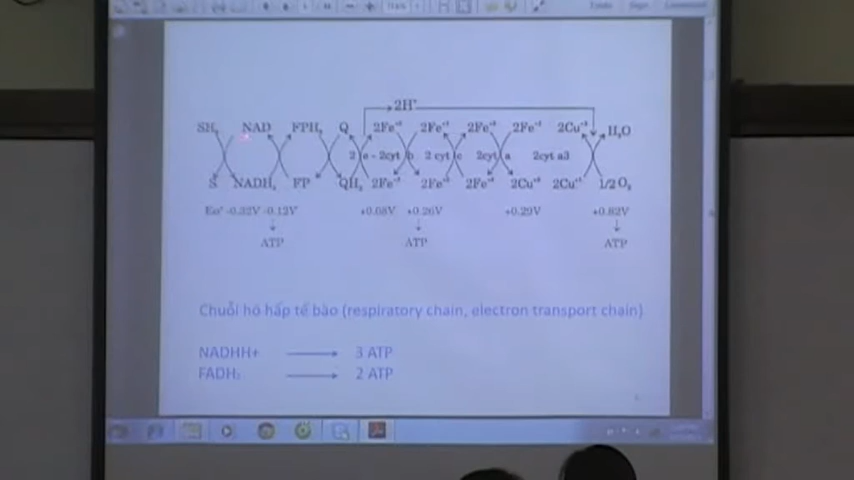 2H⁺
SH₂ NAD FPH₂ Q 2Fe⁺³ 2Fe⁺² 2Fe⁺³ 2Fe⁺² 2Cu⁺² H₂O
2 e - 2cyt b 2 cyt c 2cyt a 2cyt a3
S NADH₂ FP QH₂ 2Fe⁺² 2Fe⁺³ 2Fe⁺² 2Cu 2Cu 1/2 O₂
Eo' -0.32V -0.12V +0.08V +0.26V +0.29V +0.82V
ATP ATP ATP
Chuỗi hô hấp tế bào (respiratory chain, electron transport chain)
NADHH+ 3 ATP
FADH₂ 2 ATP